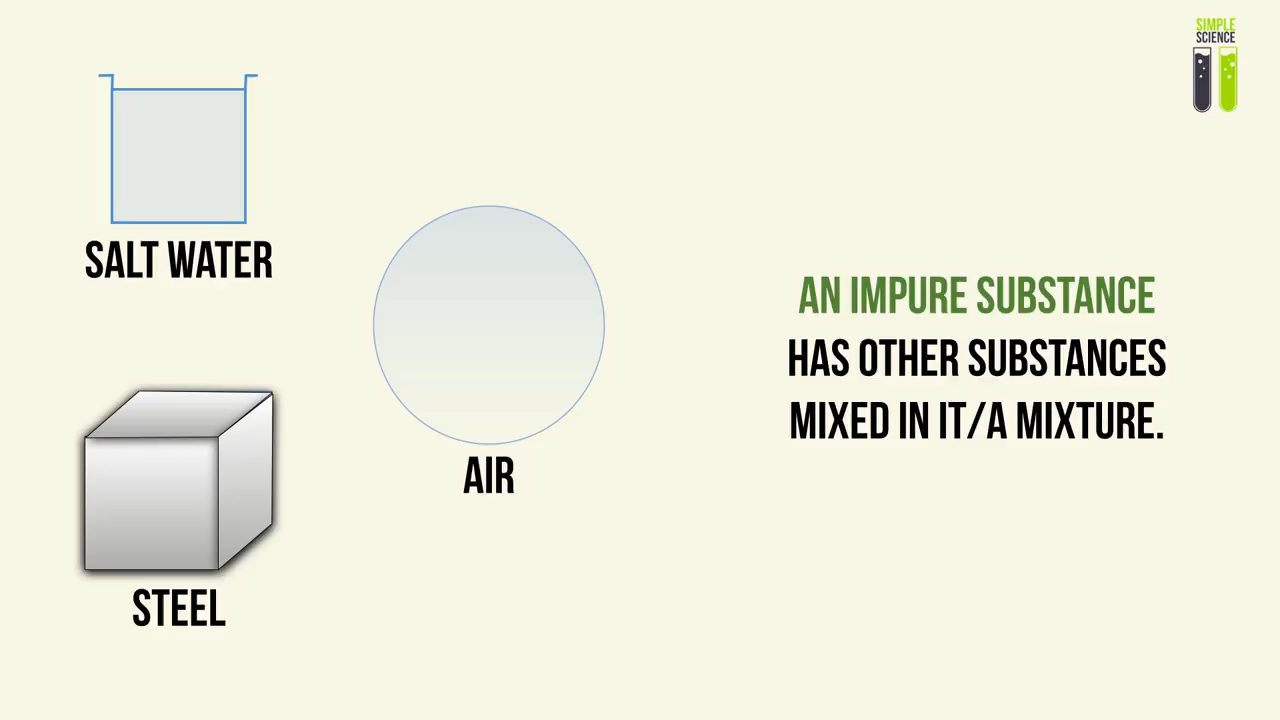 SIMPLE
SCIENCE
SALT WATER
AIR
STEEL
AN IMPURE SUBSTANCE
HAS OTHER SUBSTANCES
MIXED IN IT/A MIXTURE.